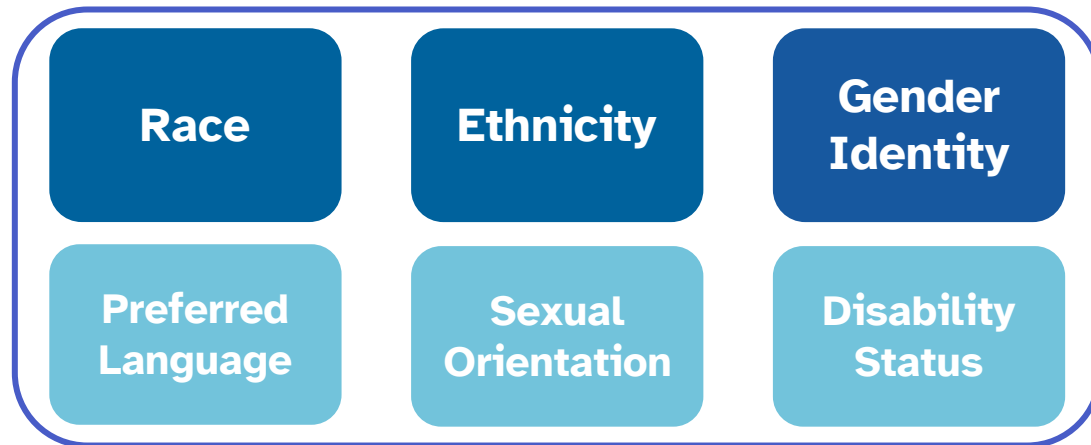 Race
Ethnicity
Gender
Identity
Preferred
Language
Sexual
Orientation
Disability
Status